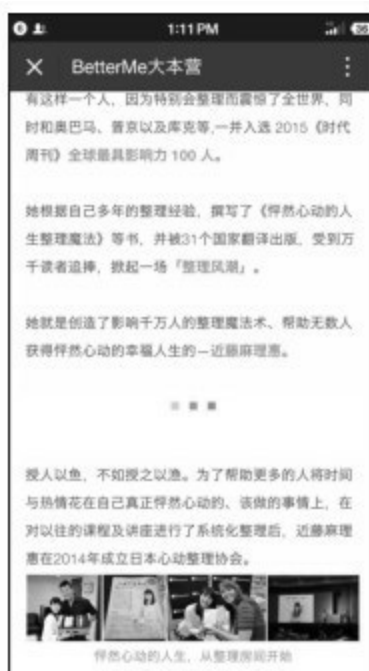 1:11 PM
56
BetterMe大本营
有这样一个人，因为特别会整理而震惊了全世界，同
时和奥巴马、普京以及库克等,一并入选 2015《时代
周刊》全球最具影响力 100 人。
她根据自己多年的整理经验，撰写了《怦然心动的人
生整理魔法》等书，并被31个国家翻译出版，受到万
千读者追捧，掀起一场「整理风潮」。
她就是创造了影响千万人的整理魔法术、帮助无数人
获得怦然心动的幸福人生的—近藤麻理惠。
授人以鱼，不如授之以渔。为了帮助更多的人将时间
与热情花在自己真正怦然心动的、该做的事情上，在
对以往的课程及讲座进行了系统化整理后，近藤麻理
惠在2014年成立日本心动整理协会。
怦然心动的人生，从整理房间开始